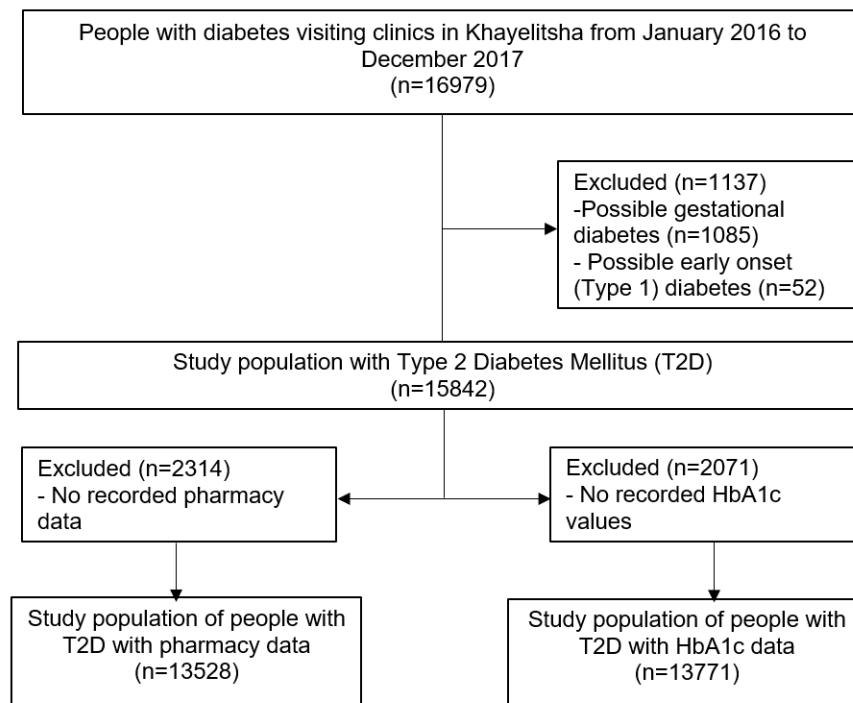 People with diabetes visiting clinics in Khayelitsha from January 2016 to
December 2017
(n=16979)
Excluded (n=1137)
-Possible gestational
diabetes (n=1085)
- Possible early onset
(Type 1) diabetes (n=52)
Study population with Type 2 Diabetes Mellitus (T2D)
(n=15842)
Excluded (n=2314)
- No recorded pharmacy
data
Excluded (n=2071)
- No recorded HbA1c
values
Study population of people with
T2D with pharmacy data
(n=13528)
Study population of people with
T2D with HbA1c data
(n=13771)